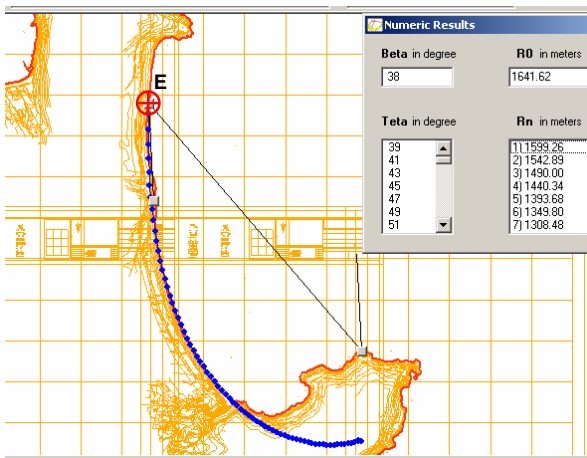 Numeric Results
Beta in degree
R0 in meters
38
1641.62
E
Teta in degree
Rn in meters
39
41
43
45
47
49
51
1) 1599.26
2) 1542.89
3) 1490.00
4) 1440.34
5) 1393.68
6) 1349.80
7) 1308.48